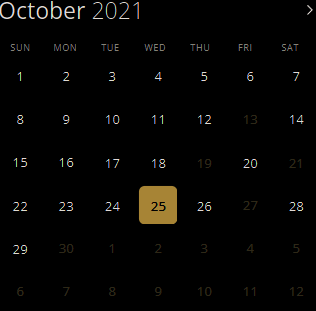 October 2021 >
SUN MON TUE WED THU FRI SAT
1 2 3 4 5 6 7
8 9 10 11 12 13 14
15 16 17 18 19 20 21
22 23 24 25 26 27 28
29 30 1 2 3 4 5
6 7 8 9 10 11 12